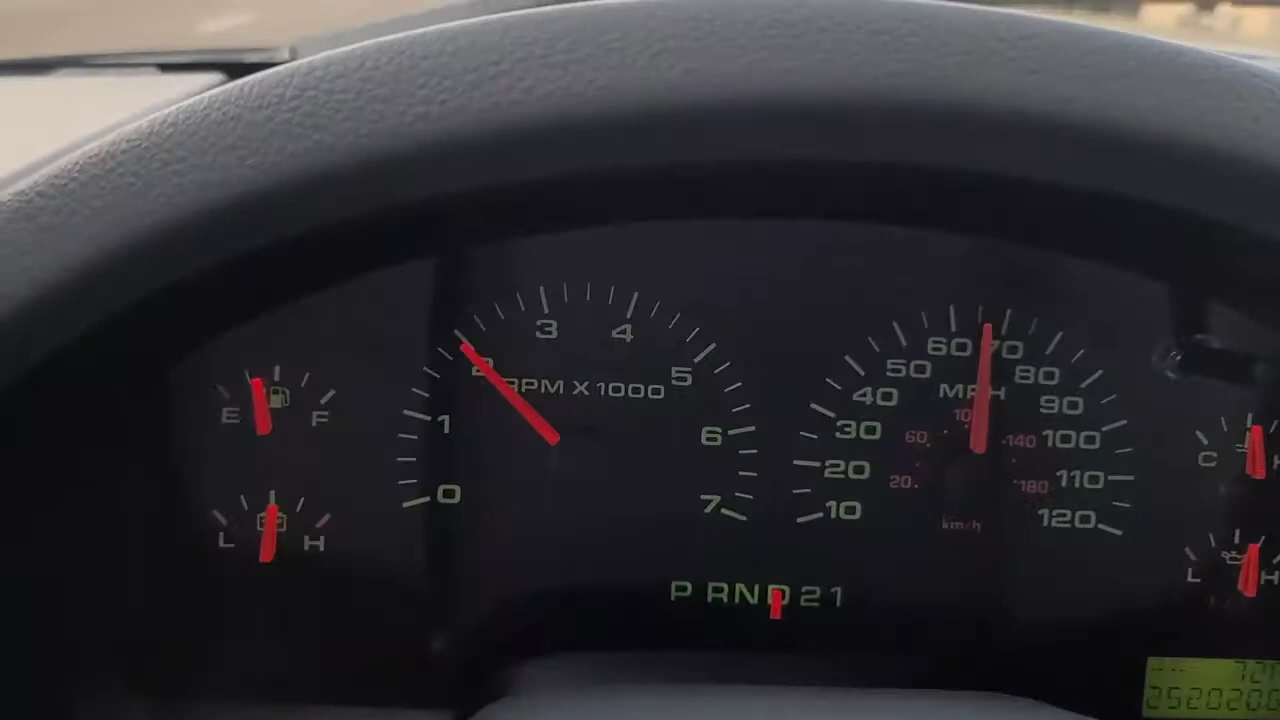 0 1 2 3 4 5 6 7
RPM X 1000
10 20 30 40 50 60 70 80 90 100 110 120
MPH
20 60 140 180
km/h
E F
L H
C
L H
P R N D 2 1